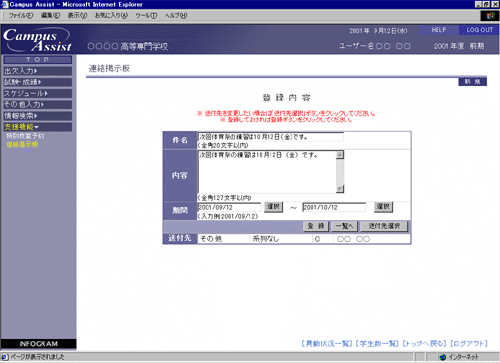 Campus Assist - Microsoft Internet Explorer
ファイル(F) 編集(E) 表示(V) お気に入り(A) ツール(T) ヘルプ(H)
Campus Assist
2001年 9月12日(水) HELP LOG OUT
〇〇〇〇高等専門学校 ユーザー名〇〇 〇〇 2001年度 前期
TOP
出欠入力
試験・成績
スケジュール
その他入力
情報検索
支援機能
特別教室予約
連絡掲示板
連絡掲示板
新規
登録内容
※ 送付先を変更したい場合は「送付先選択」ボタンをクリックしてください。
※ 登録しておければ登録ボタンをクリックしてください。
件名 次回体育祭の練習は10月12日(金)です。
(全角20文字以内)
内容 次回体育祭の練習は10月12日(金)です。
(全角127文字以内)
期間 2001/09/12 選択 ～ 2001/10/12 選択
(入力例:2001/09/12)
登録 一覧へ 送付先選択
送付先 その他 系列なし 〇 〇〇 〇〇
INFOGRAM
[異動状況一覧] [学生数一覧] [トップへ戻る] [ログアウト]
ページが表示されました インターネット